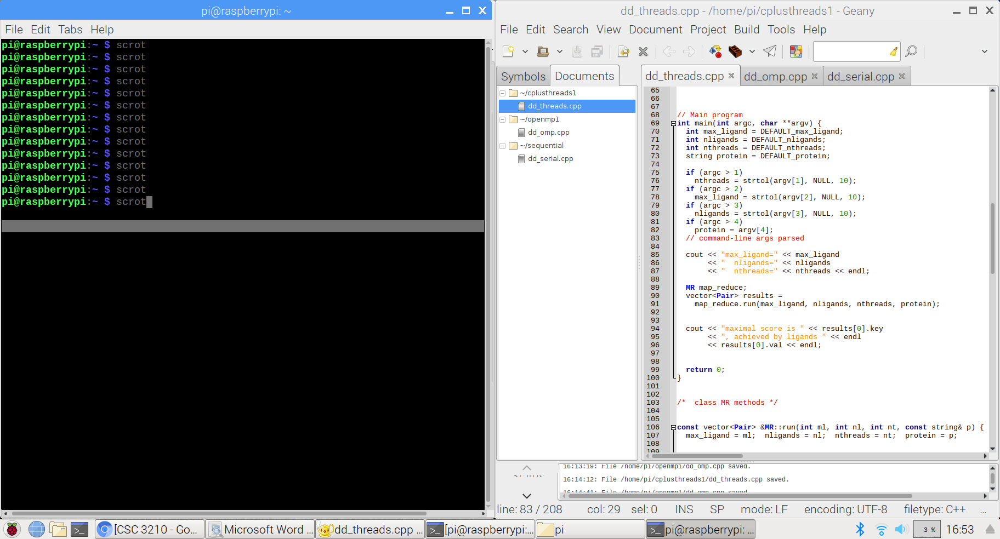 pi@raspberrypi: ~
File Edit Tabs Help
pi@raspberrypi:~ $ scrot
pi@raspberrypi:~ $ scrot
pi@raspberrypi:~ $ scrot
pi@raspberrypi:~ $ scrot
pi@raspberrypi:~ $ scrot
pi@raspberrypi:~ $ scrot
pi@raspberrypi:~ $ scrot
pi@raspberrypi:~ $ scrot
pi@raspberrypi:~ $ scrot
pi@raspberrypi:~ $ scrot
pi@raspberrypi:~ $ scrot
pi@raspberrypi:~ $ scrot
pi@raspberrypi:~ $ scrot
pi@raspberrypi:~ $ scrot
dd_threads.cpp - /home/pi/cplusthreads1 - Geany
File Edit Search View Document Project Build Tools Help
Symbols Documents
~/cplusthreads1
dd_threads.cpp
~/openmp1
dd_omp.cpp
~/sequential
dd_serial.cpp
dd_threads.cpp dd_omp.cpp dd_serial.cpp
65
66
67
68 // Main program
69 int main(int argc, char **argv) {
70 int max_ligand = DEFAULT_max_ligand;
71 int nligands = DEFAULT_nligands;
72 int nthreads = DEFAULT_nthreads;
73 string protein = DEFAULT_protein;
74
75 if (argc > 1)
76 nthreads = strtol(argv[1], NULL, 10);
77 if (argc > 2)
78 max_ligand = strtol(argv[2], NULL, 10);
79 if (argc > 3)
80 nligands = strtol(argv[3], NULL, 10);
81 if (argc > 4)
82 protein = argv[4];
83 // command-line args parsed
84
85 cout << "max_ligand=" << max_ligand
86 << "  nligands=" << nligands
87 << "  nthreads=" << nthreads << endl;
88
89 MR map_reduce;
90 vector<Pair> results =
91 map_reduce.run(max_ligand, nligands, nthreads, protein);
92
93
94 cout << "maximal score is " << results[0].key
95 << ", achieved by ligands " << endl
96 << results[0].val << endl;
97
98
99 return 0;
100 }
101
102
103 /*  class MR methods */
104
105
106 const vector<Pair> &MR::run(int ml, int nl, int nt, const string& p) {
107 max_ligand = ml;  nligands = nl;  nthreads = nt;  protein = p;
108
109
16:13:19: File /home/pi/openmpi/dd_omp.cpp saved.
16:14:12: File /home/pi/cplusthreads1/dd_threads.cpp saved.
16:14:41: File /home/pi/openmp1/dd_omp.cpp saved.
line: 83 / 208 col: 29 sel: 0 INS SP mode: LF encoding: UTF-8 filetype: C++ ...
[CSC 3210 - Go... Microsoft Word ... dd_threads.cpp ... [pi@raspberrypi:... pi pi@raspberrypi: ... 3 % 16:53